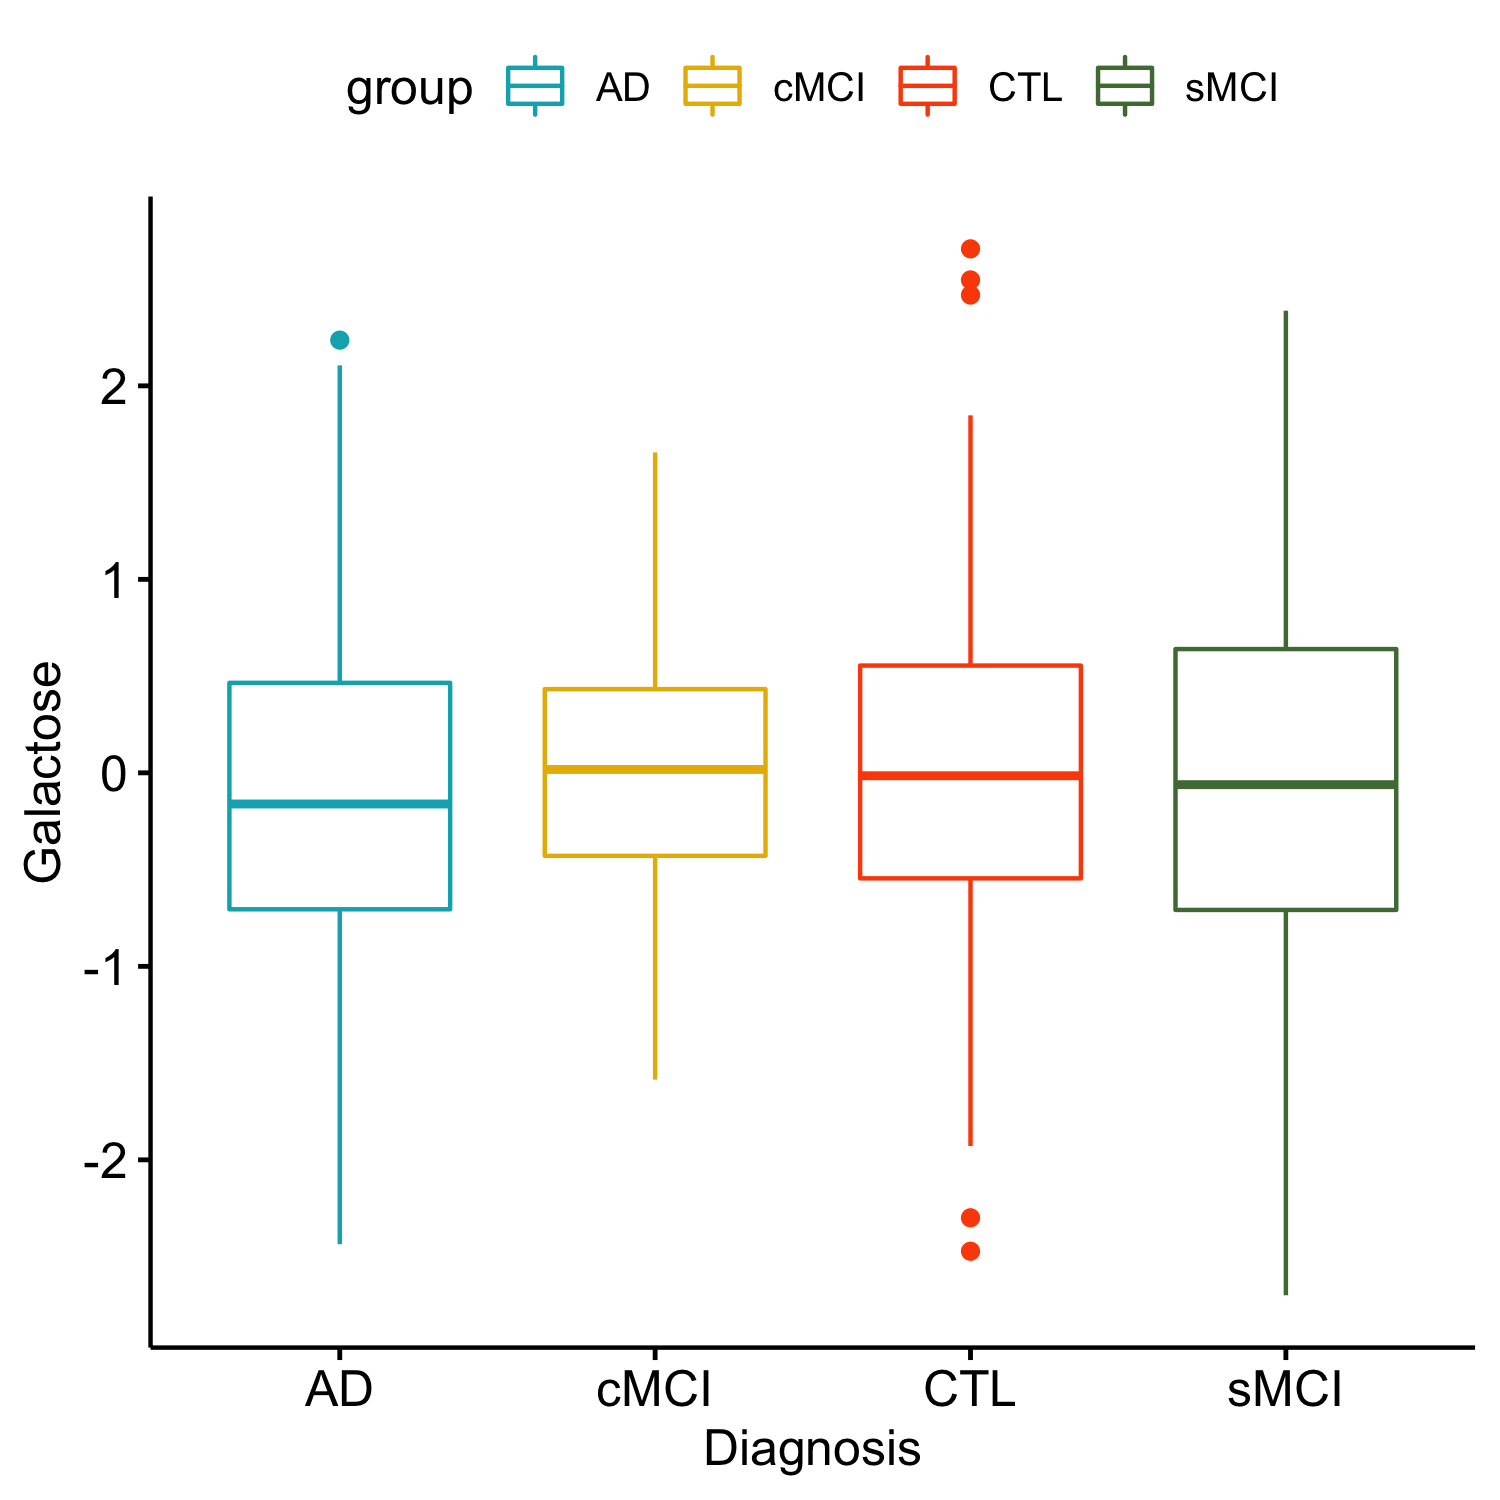 group AD cMCI CTL sMCI
Galactose
2
1
0
-1
-2
AD cMCI CTL sMCI
Diagnosis